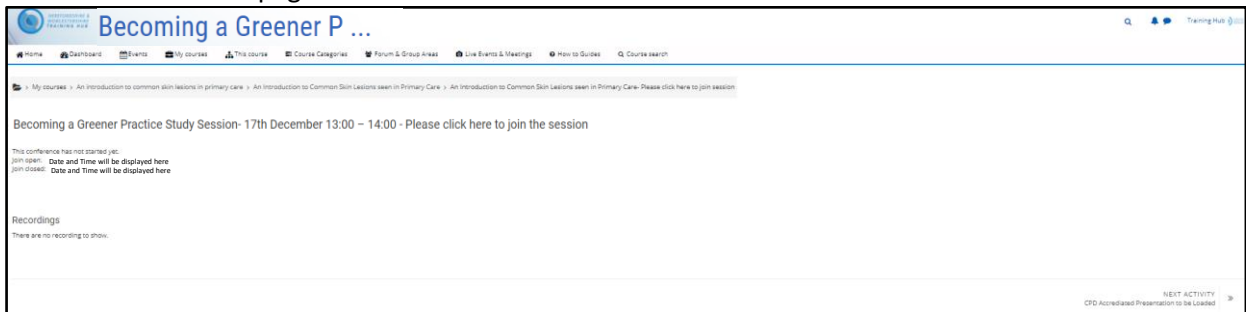 HEREFORDSHIRE &
WORCESTERSHIRE
TRAINING HUB
Becoming a Greener P ...
Training Hub
Home Dashboard Events My courses This course Course Categories Forum & Group Areas Live Events & Meetings How to Guides Course search
> My courses > An introduction to common skin lesions in primary care > An Introduction to Common Skin Lesions seen in Primary Care > An Introduction to Common Skin Lesions seen in Primary Care- Please click here to join session
Becoming a Greener Practice Study Session- 17th December 13:00 – 14:00 - Please click here to join the session
This conference has not started yet.
Join open: Date and Time will be displayed here
Join closed: Date and Time will be displayed here
Recordings
There are no recording to show.
NEXT ACTIVITY
CPD Accrediated Presentation to be Loaded »